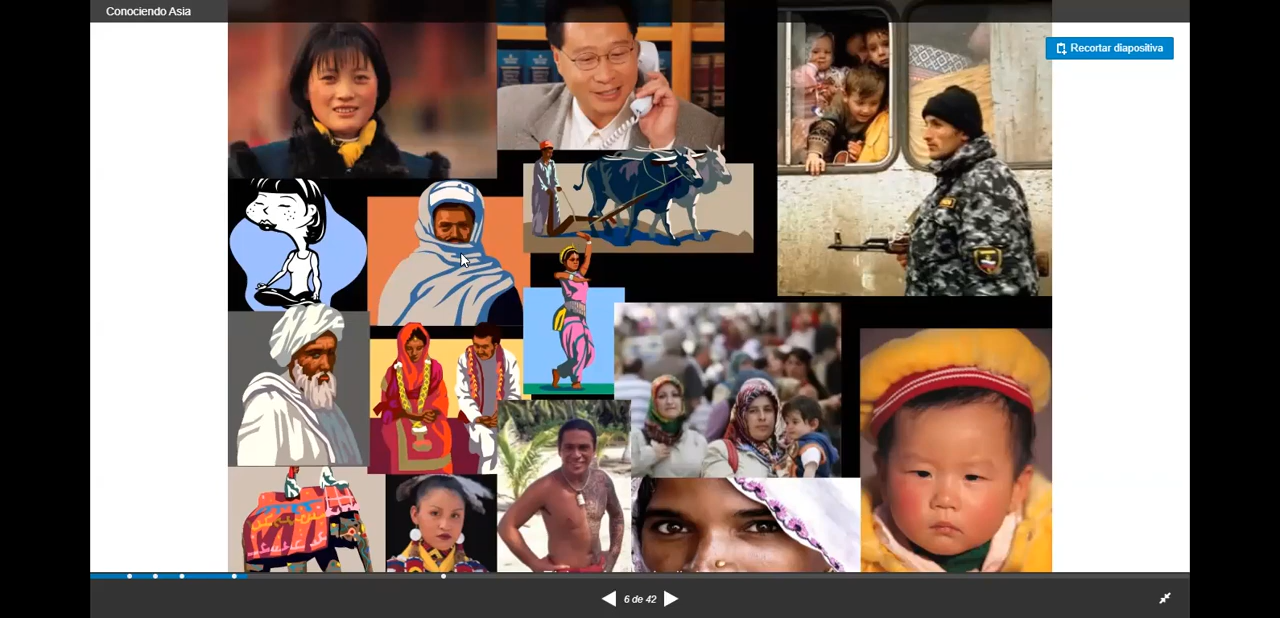 Conociendo Asia
Recortar diapositiva
6 de 42